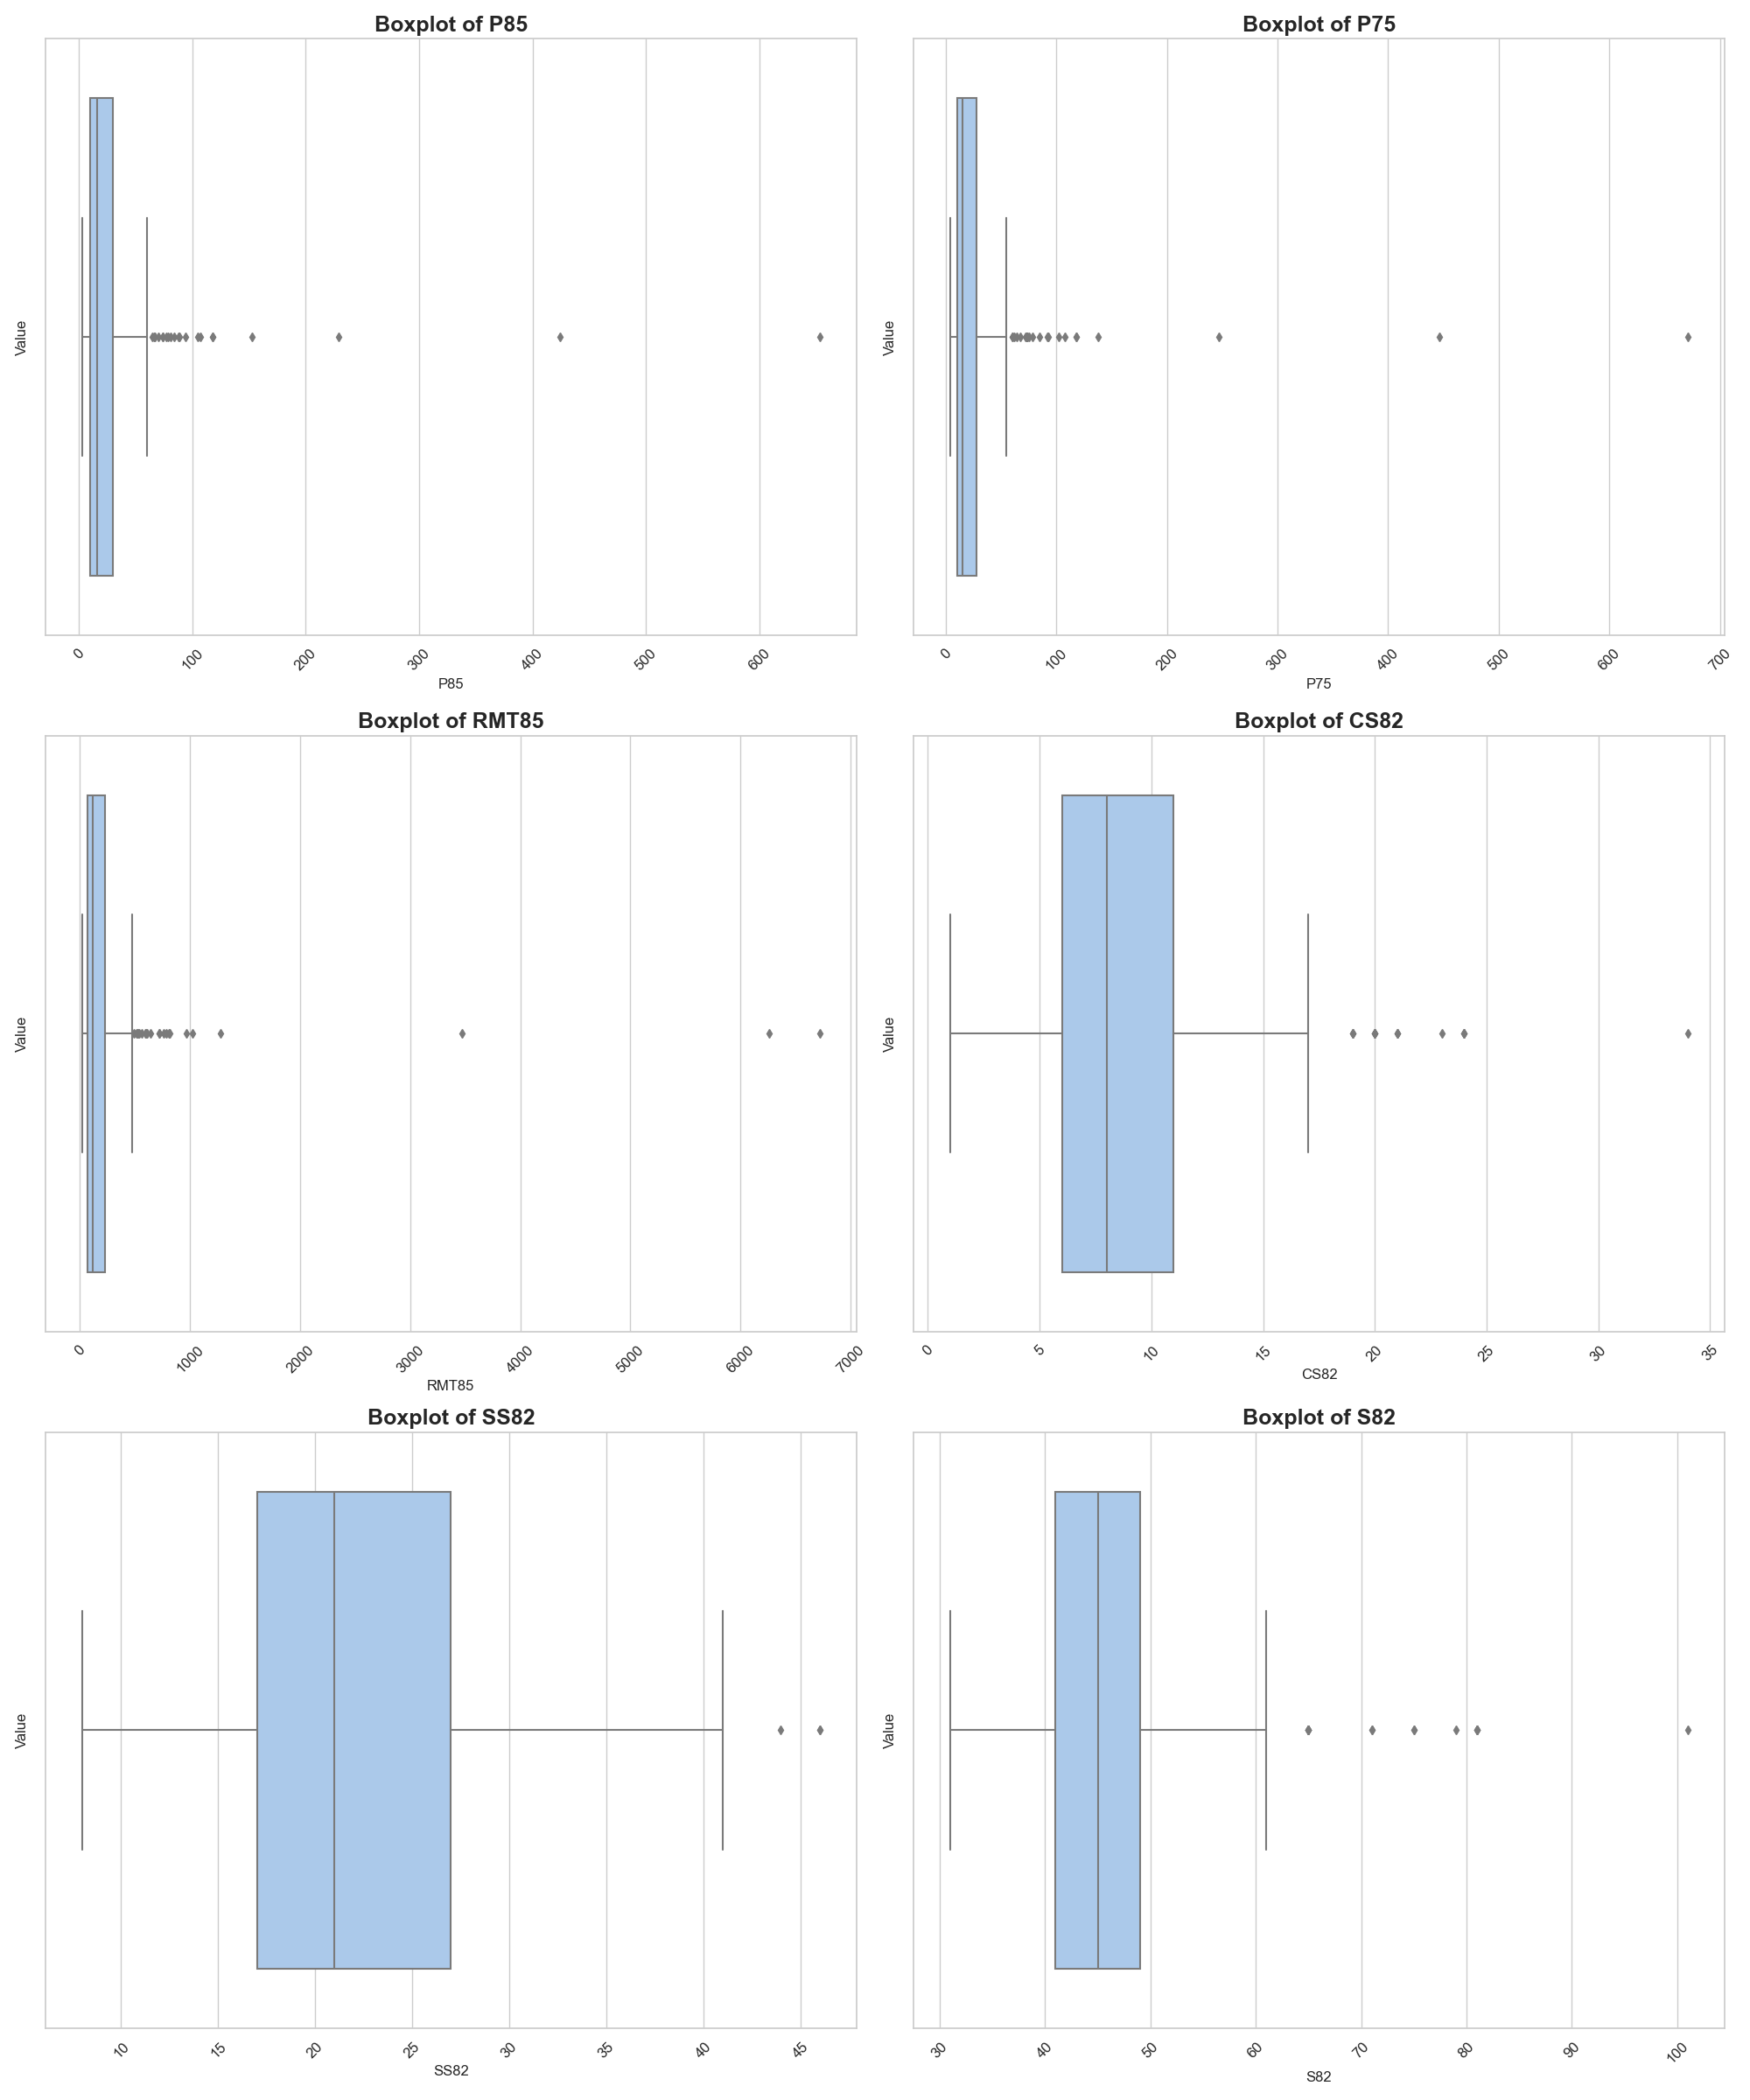 Boxplot of P85
Value
0 100 200 300 400 500 600
P85
Boxplot of P75
Value
0 100 200 300 400 500 600 700
P75
Boxplot of RMT85
Value
0 1000 2000 3000 4000 5000 6000 7000
RMT85
Boxplot of CS82
Value
0 5 10 15 20 25 30 35
CS82
Boxplot of SS82
Value
10 15 20 25 30 35 40 45
SS82
Boxplot of S82
Value
30 40 50 60 70 80 90 100
S82